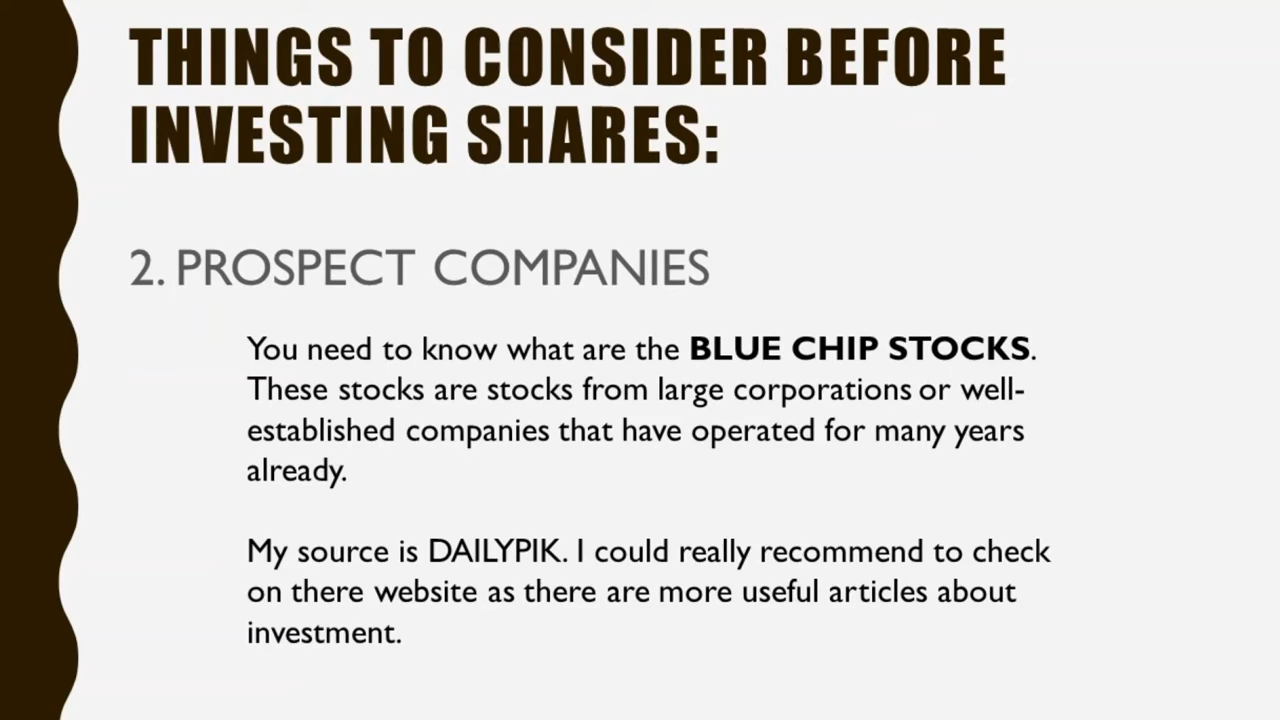 THINGS TO CONSIDER BEFORE
INVESTING SHARES:
2. PROSPECT COMPANIES
You need to know what are the BLUE CHIP STOCKS.
These stocks are stocks from large corporations or well-
established companies that have operated for many years
already.
My source is DAILYPIK. I could really recommend to check
on there website as there are more useful articles about
investment.